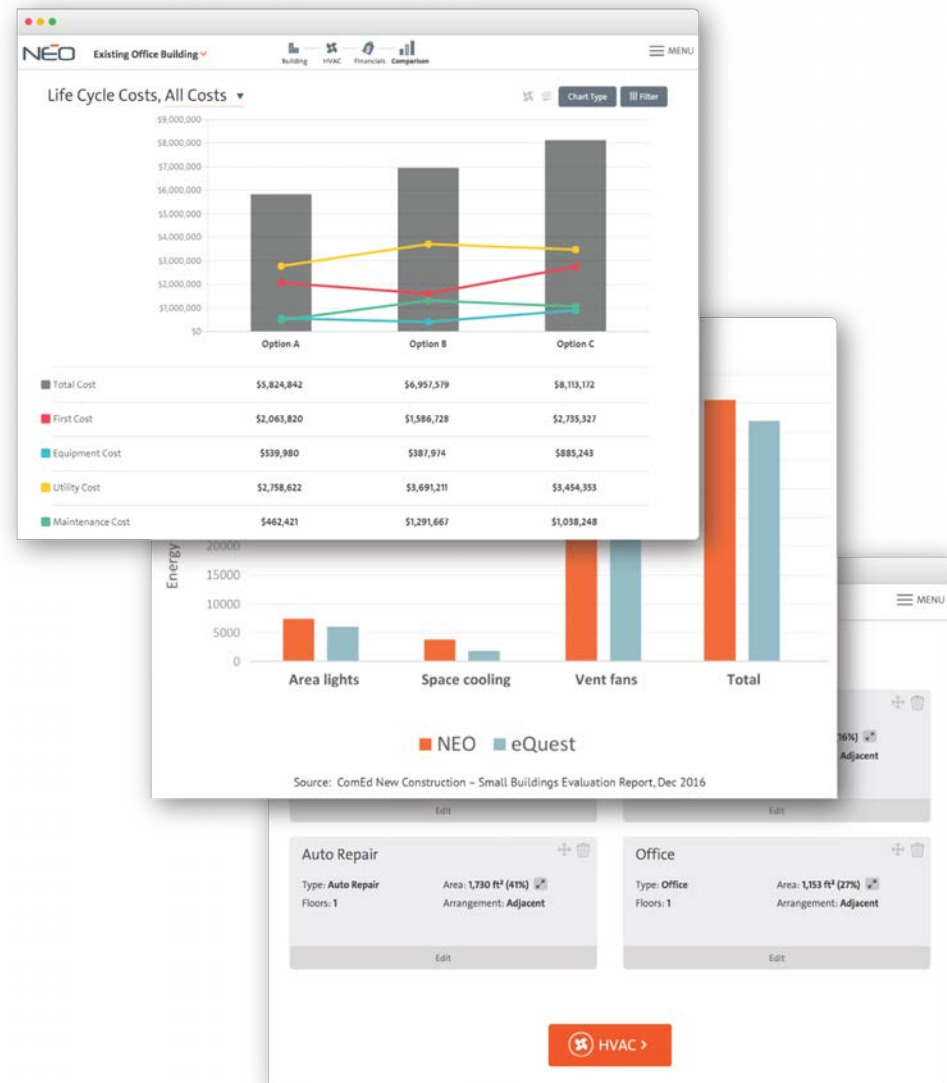 NEO Existing Office Building
Building HVAC Financials Comparison
MENU
Life Cycle Costs, All Costs
Chart Type Filter
$9,000,000
$8,000,000
$7,000,000
$6,000,000
$5,000,000
$4,000,000
$3,000,000
$2,000,000
$1,000,000
$0
Option A Option B Option C
Total Cost $5,824,842 $6,957,579 $8,113,172
First Cost $2,063,820 $1,586,728 $2,735,327
Equipment Cost $539,980 $387,974 $885,243
Utility Cost $2,758,622 $3,691,211 $3,454,353
Maintenance Cost $462,421 $1,291,667 $1,038,248
Energy
20000
15000
10000
5000
0
Area lights Space cooling Vent fans Total
NEO eQuest
Source: ComEd New Construction – Small Buildings Evaluation Report, Dec 2016
MENU
16%)
Adjacent
Edit Edit
Auto Repair
Type: Auto Repair Area: 1,730 ft² (41%)
Floors: 1 Arrangement: Adjacent
Edit
Office
Type: Office Area: 1,153 ft² (27%)
Floors: 1 Arrangement: Adjacent
Edit
HVAC >